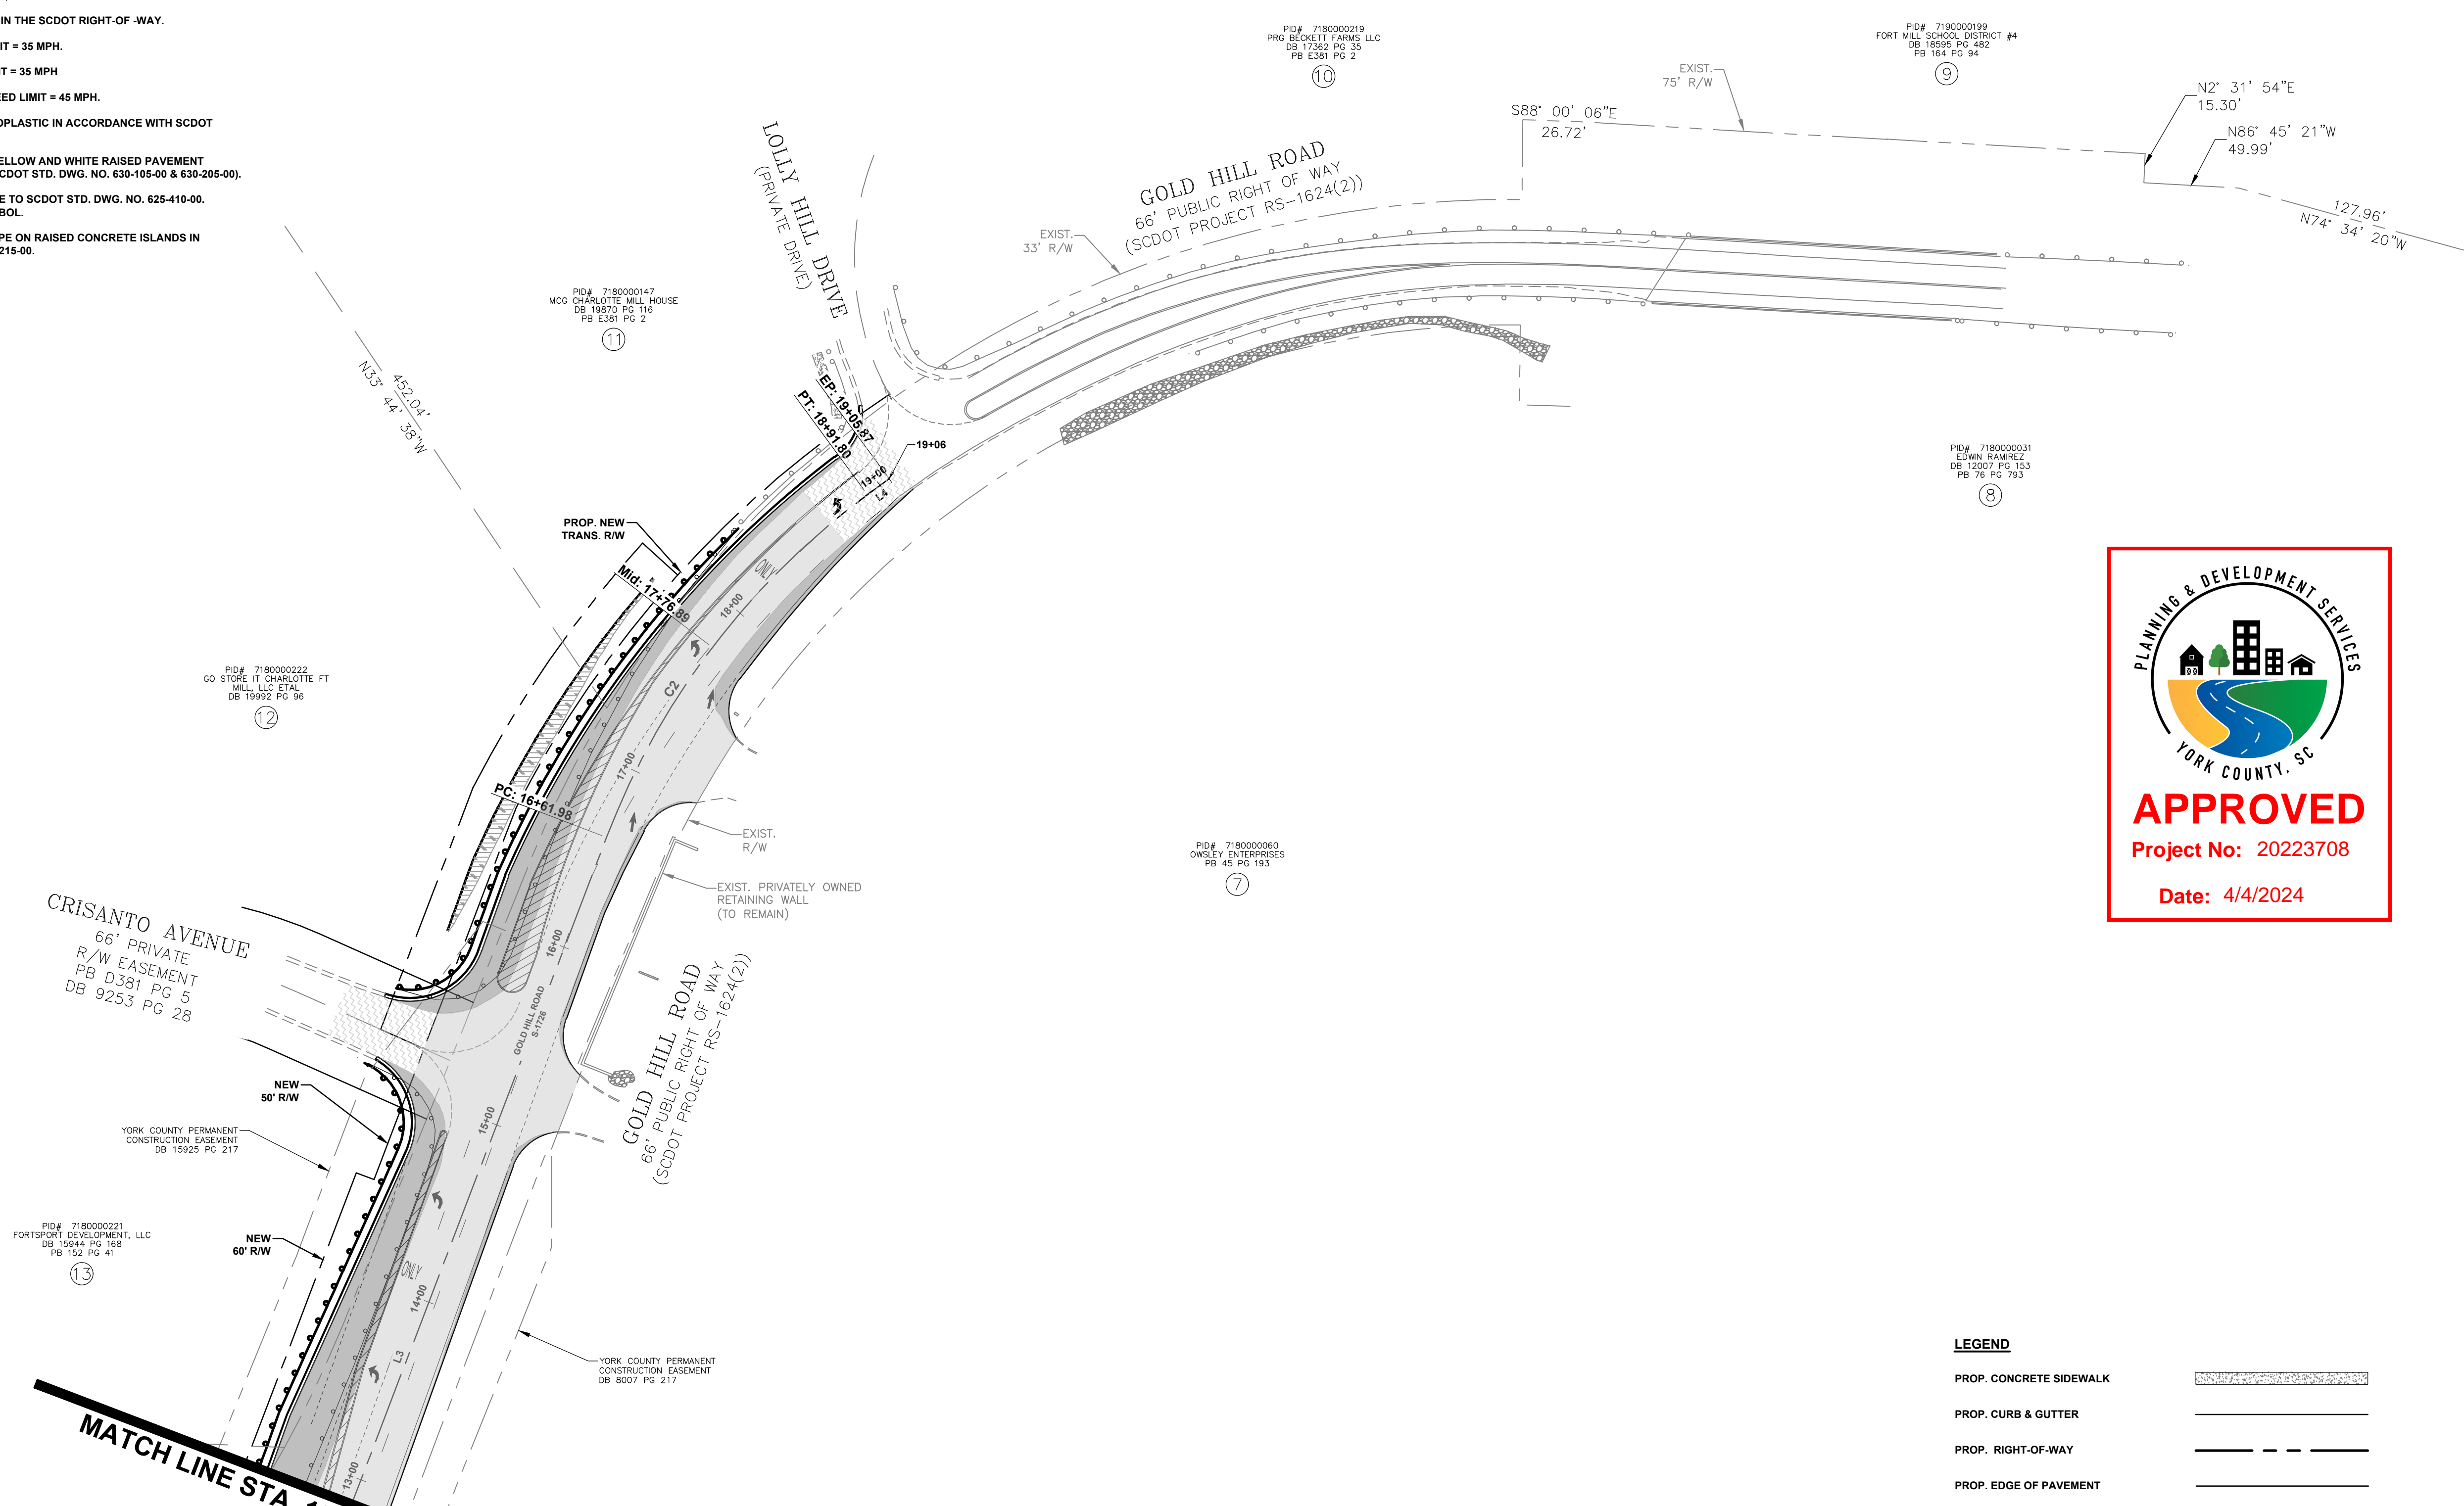 IN THE SCDOT RIGHT-OF -WAY.
IT = 35 MPH.
IT = 35 MPH
EED LIMIT = 45 MPH.
OPLASTIC IN ACCORDANCE WITH SCDOT
ELLOW AND WHITE RAISED PAVEMENT
CDOT STD. DWG. NO. 630-105-00 & 630-205-00).
E TO SCDOT STD. DWG. NO. 625-410-00.
BOL.
PE ON RAISED CONCRETE ISLANDS IN
215-00.
PID# 7180000219
PRG BECKETT FARMS LLC
DB 17362 PG 35
PB E381 PG 2
10
PID# 7190000199
FORT MILL SCHOOL DISTRICT #4
DB 18595 PG 482
PB 164 PG 94
9
EXIST.
75' R/W
N2° 31' 54"E
15.30'
N86° 45' 21"W
49.99'
127.96'
N74° 34' 20"W
S88° 00' 06"E
26.72'
GOLD HILL ROAD
66' PUBLIC RIGHT OF WAY
(SCDOT PROJECT RS-1624(2))
EXIST.
33' R/W
LOLLY HILL DRIVE
(PRIVATE DRIVE)
PID# 7180000147
MCG CHARLOTTE MILL HOUSE
DB 19870 PG 116
PB E381 PG 2
11
452.04'
N33° 44' 38"W
EP: 19+05.87
PT: 18+91.80
19+06
19+00
L4
PID# 7180000031
EDWIN RAMIREZ
DB 12007 PG 153
PB 76 PG 793
8
PROP. NEW
TRANS. R/W
Mid: 17+76.89
ONLY
18+00
C2
17+00
PC: 16+61.98
PID# 7180000222
GO STORE IT CHARLOTTE FT
MILL, LLC ETAL
DB 19992 PG 96
12
PLANNING & DEVELOPMENT SERVICES
YORK COUNTY, SC
APPROVED
Project No: 20223708
Date: 4/4/2024
EXIST.
R/W
EXIST. PRIVATELY OWNED
RETAINING WALL
(TO REMAIN)
PID# 7180000060
OWSLEY ENTERPRISES
PB 45 PG 193
7
CRISANTO AVENUE
66' PRIVATE
R/W EASEMENT
PB D381 PG 5
DB 9253 PG 28
16+00
GOLD HILL ROAD
S-1726
GOLD HILL ROAD
66' PUBLIC RIGHT OF WAY
(SCDOT PROJECT RS-1624(2))
NEW
50' R/W
15+00
YORK COUNTY PERMANENT
CONSTRUCTION EASEMENT
DB 15925 PG 217
PID# 7180000221
FORTSPORT DEVELOPMENT, LLC
DB 15944 PG 168
PB 152 PG 41
13
NEW
60' R/W
ONLY
14+00
L3
YORK COUNTY PERMANENT
CONSTRUCTION EASEMENT
DB 8007 PG 217
13+00
MATCH LINE STA.
LEGEND
PROP. CONCRETE SIDEWALK
PROP. CURB & GUTTER
PROP. RIGHT-OF-WAY
PROP. EDGE OF PAVEMENT